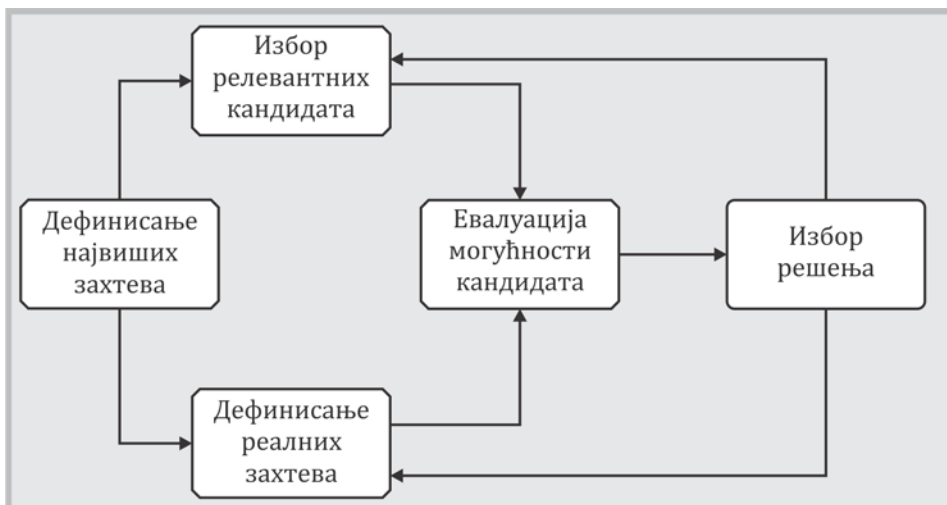 Избор
релевантних
кандидата
Дефинисање
највиших
захтева
Евалуација
могућности
кандидата
Избор
решења
Дефинисање
реалних
захтева